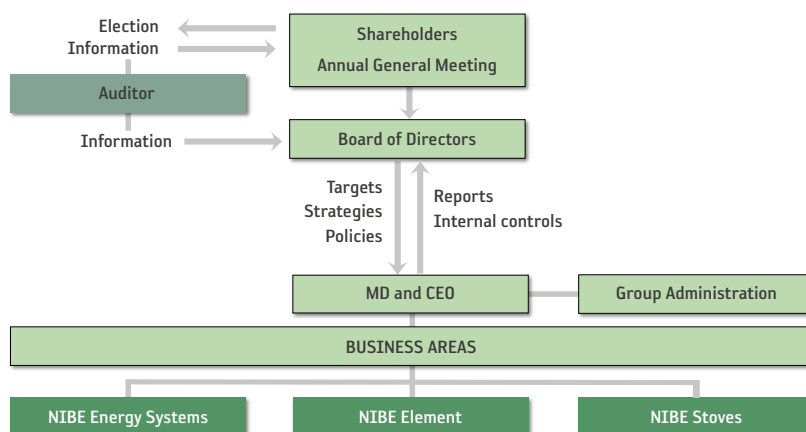 Election
Information
Shareholders
Annual General Meeting
Auditor
Information
Board of Directors
Targets
Strategies
Policies
Reports
Internal controls
MD and CEO
Group Administration
BUSINESS AREAS
NIBE Energy Systems
NIBE Element
NIBE Stoves